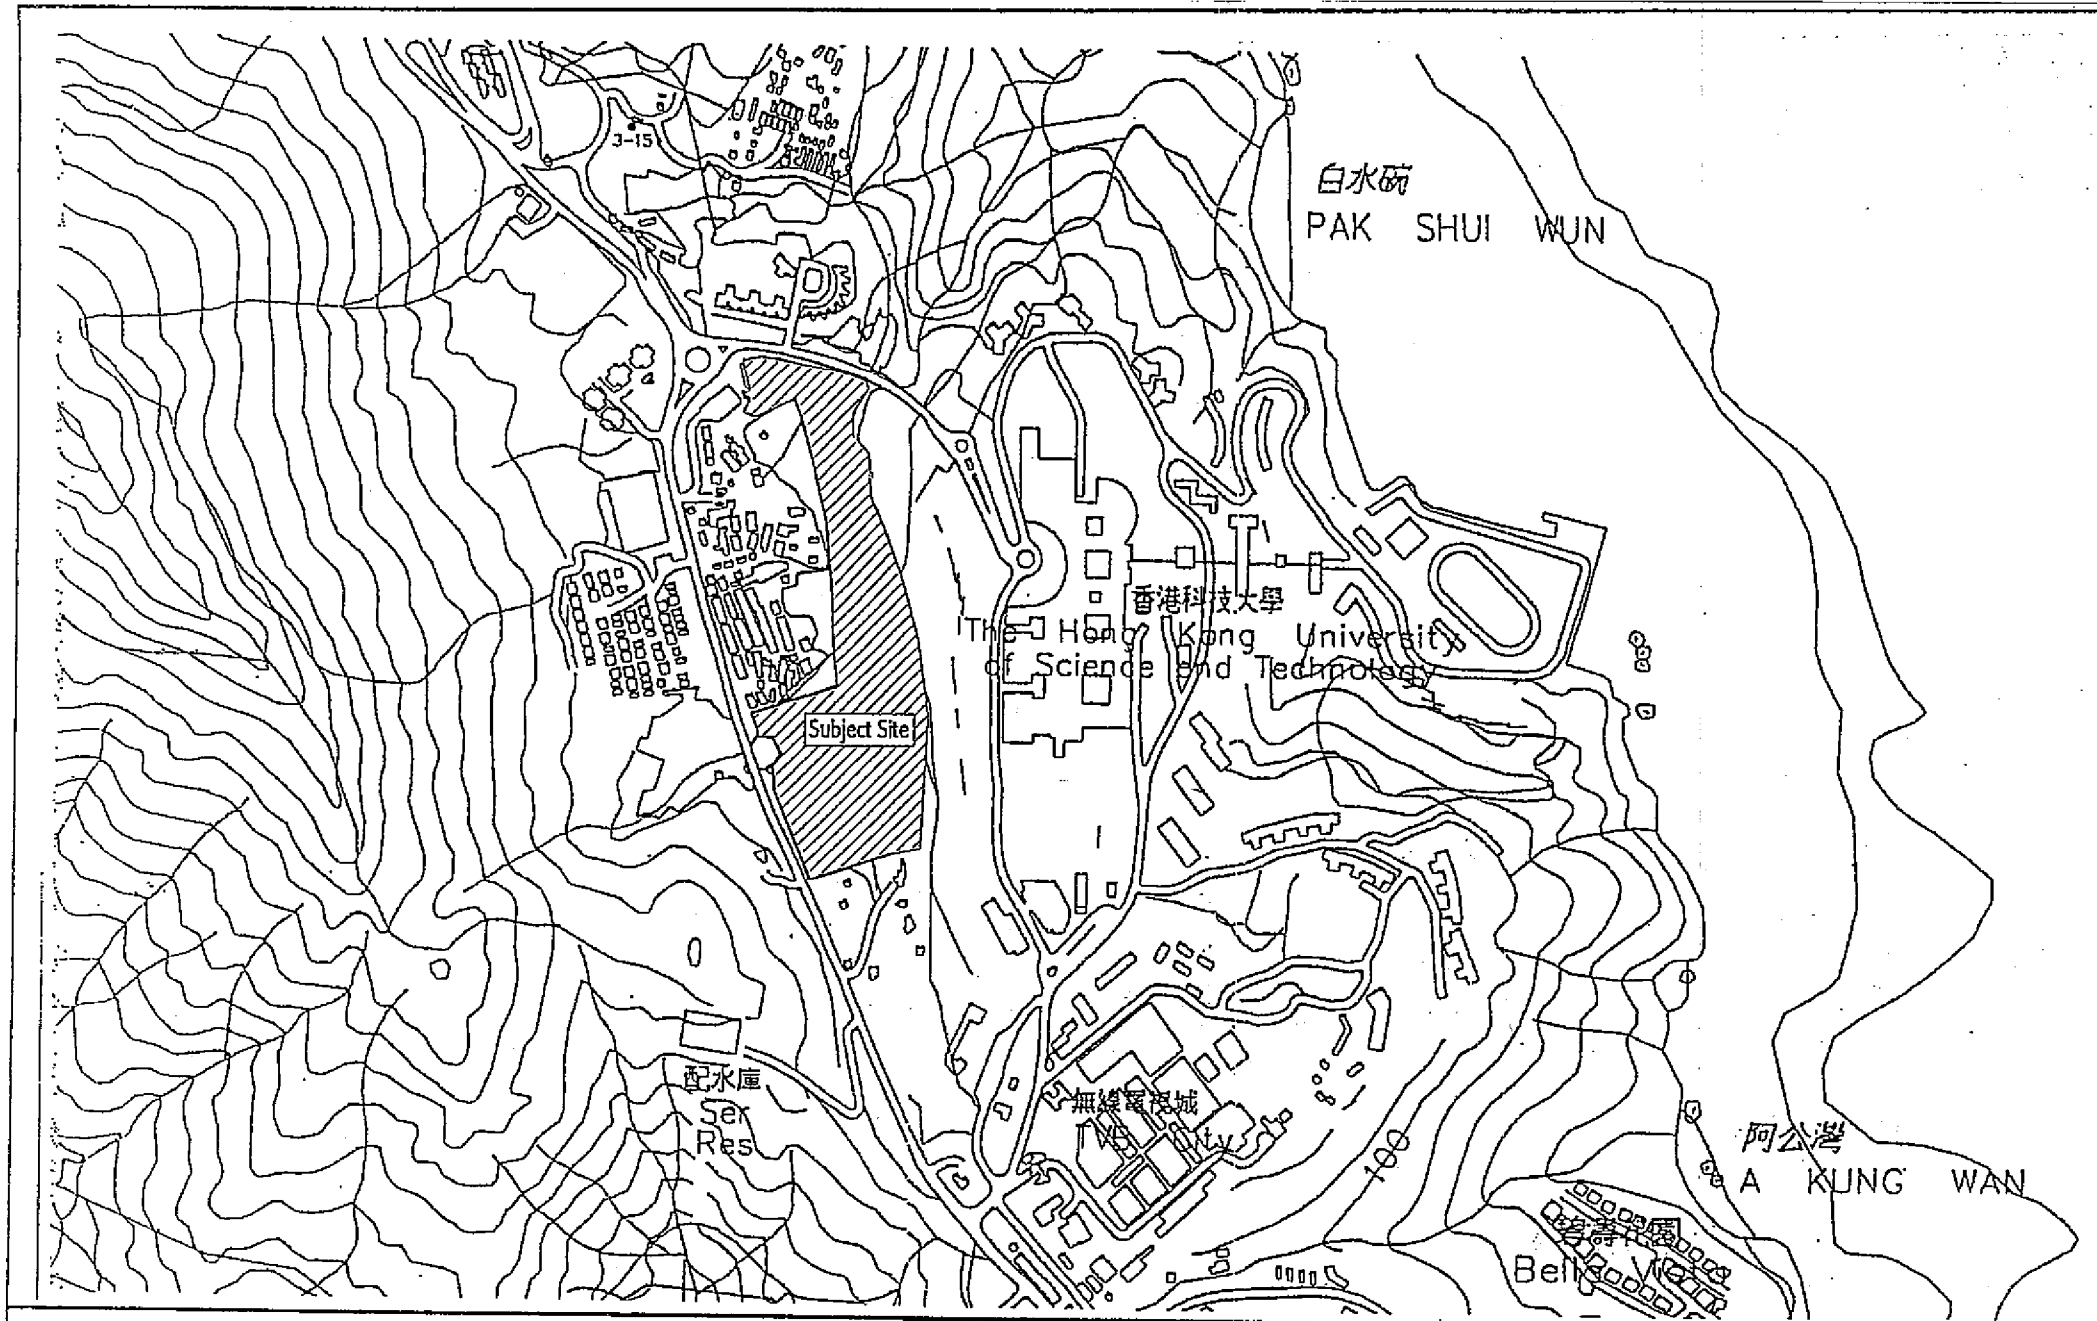 3-15
白水碗
PAK SHUI WUN
香港科技大學
The Hong Kong University
of Science and Technology
Subject Site
配水庫
Ser
Res
無綫電視城
TVB City
100
阿公灣
A KUNG WAN
碧濤花園
Bella Vista